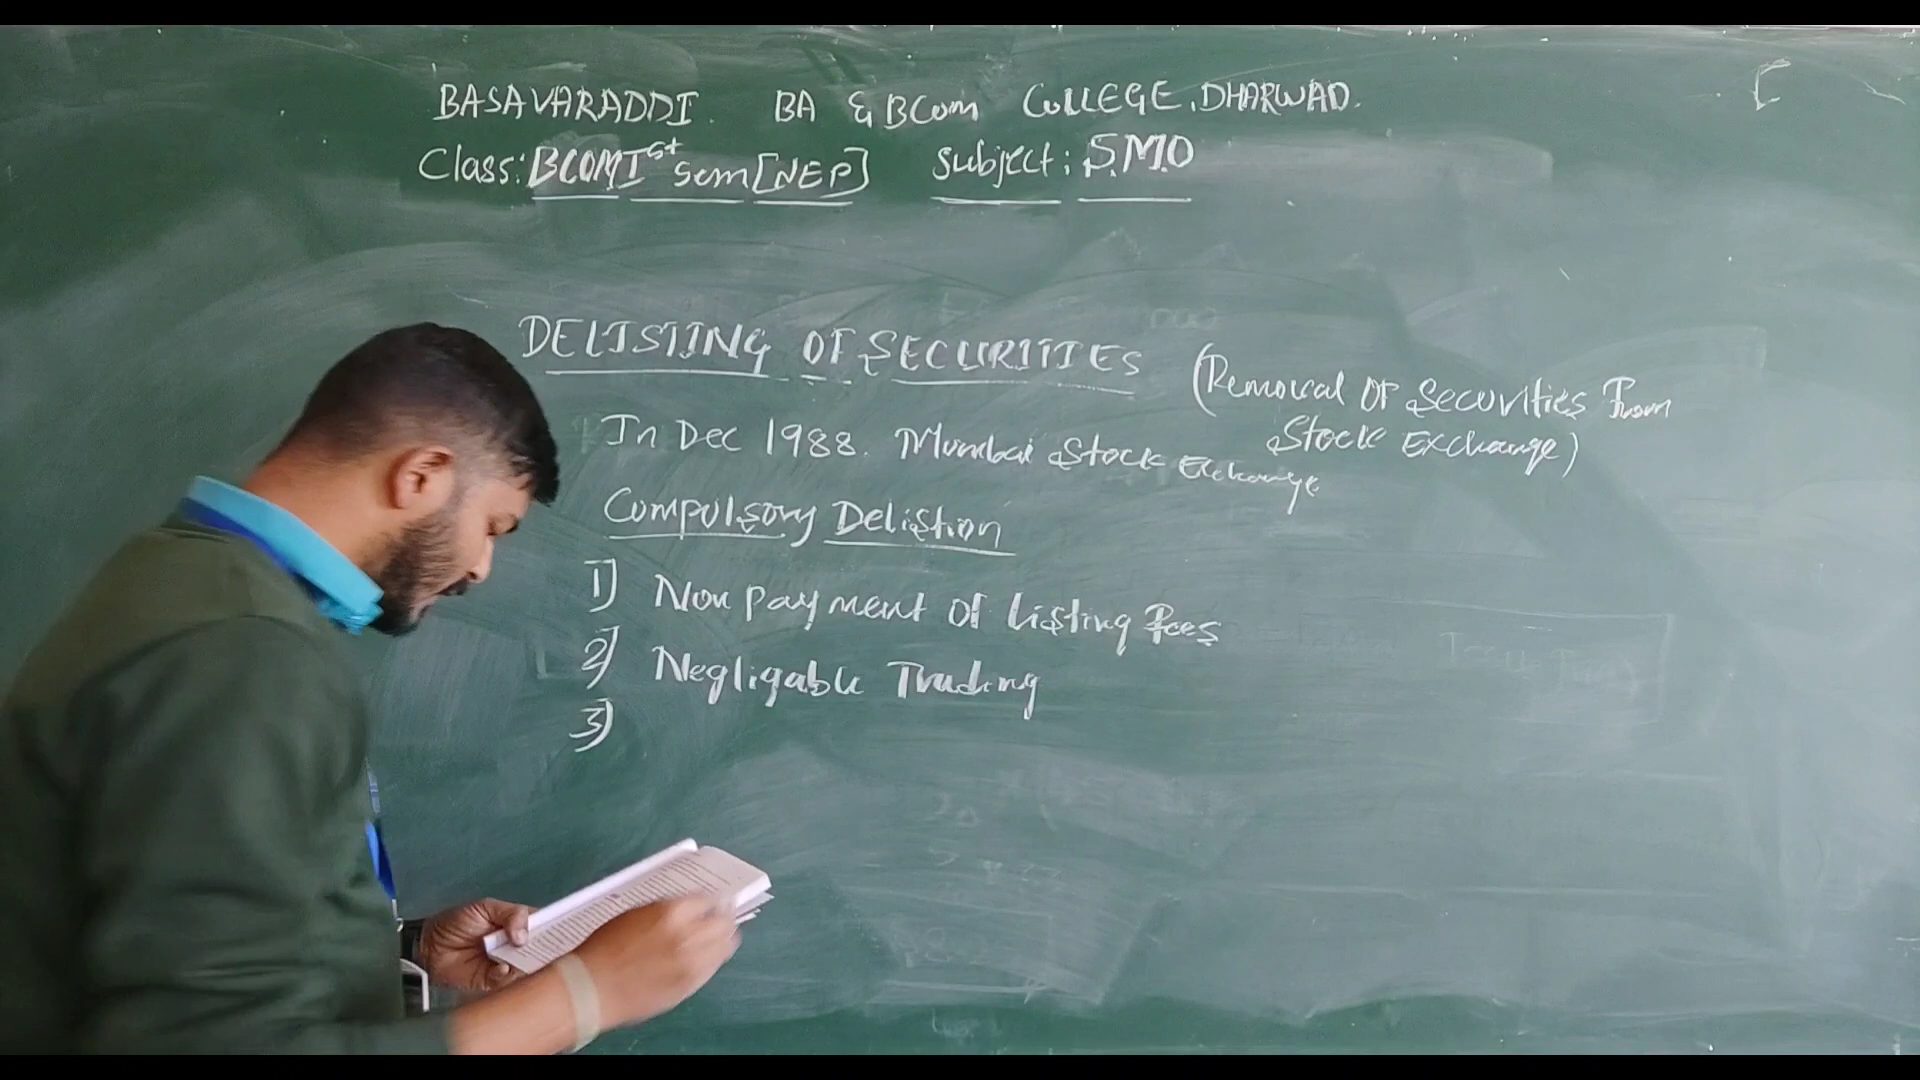 BASAVARADDI. BA & BCom COLLEGE, DHARWAD.
Class: BCOM Ist Sem [NEP] Subject: S.M.O
DELISTING OF SECURITIES (Removal OF Securities From
Stock Exchange)
In Dec 1988. Mumbai Stock Exchange
Compulsory Delistion
1) Non payment of listing Fees
2) Negligable Trading
3)